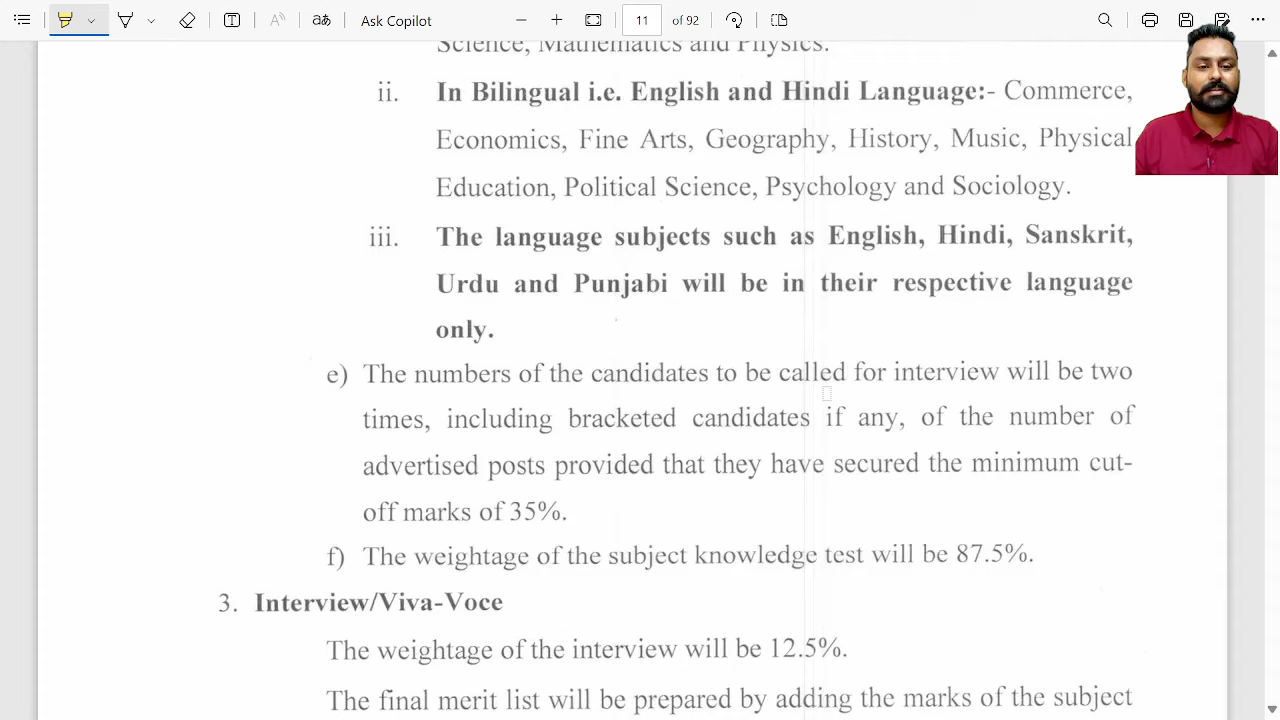 Ask Copilot
11 of 92
Science, Mathematics and Physics.
ii. In Bilingual i.e. English and Hindi Language:- Commerce,
Economics, Fine Arts, Geography, History, Music, Physical
Education, Political Science, Psychology and Sociology.
iii. The language subjects such as English, Hindi, Sanskrit,
Urdu and Punjabi will be in their respective language
only.
e) The numbers of the candidates to be called for interview will be two
times, including bracketed candidates if any, of the number of
advertised posts provided that they have secured the minimum cut-
off marks of 35%.
f) The weightage of the subject knowledge test will be 87.5%.
3. Interview/Viva-Voce
The weightage of the interview will be 12.5%.
The final merit list will be prepared by adding the marks of the subject